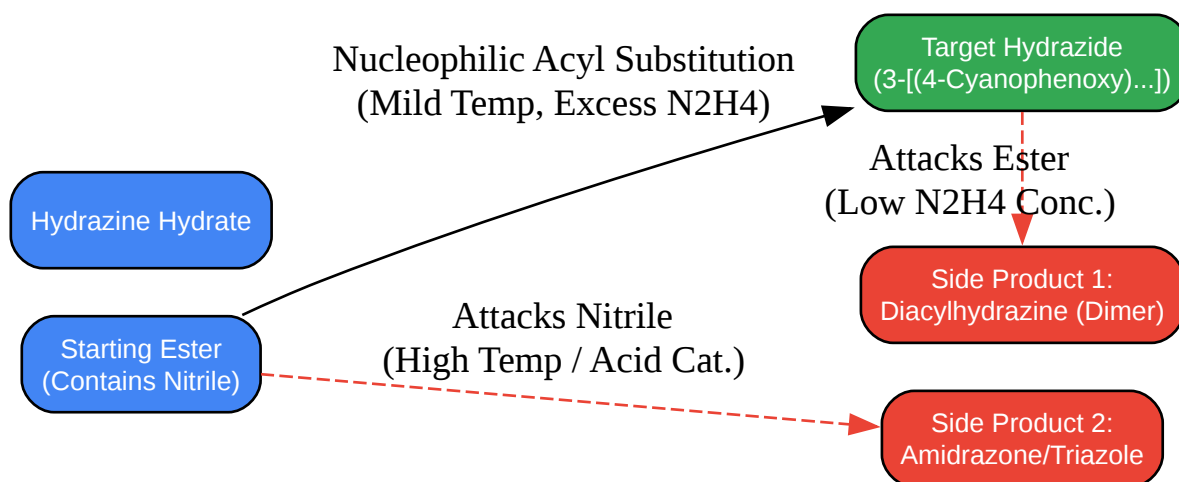 Target Hydrazide
(3-[(4-Cyanophenoxy)...])
Nucleophilic Acyl Substitution
(Mild Temp, Excess N2H4)
Attacks Ester
(Low N2H4 Conc.)
Hydrazine Hydrate
Side Product 1:
Diacylhydrazine (Dimer)
Starting Ester
(Contains Nitrile)
Attacks Nitrile
(High Temp / Acid Cat.)
Side Product 2:
Amidrazone/Triazole